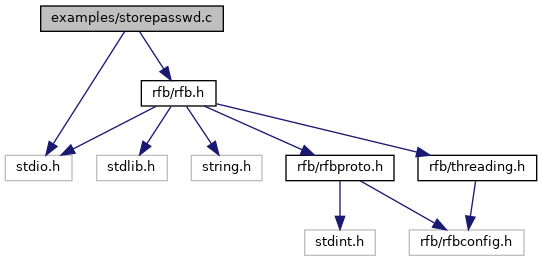 examples/storepasswd.c
rfb/rfb.h
stdio.h
stdlib.h
string.h
rfb/rfbproto.h
rfb/threading.h
stdint.h
rfb/rfbconfig.h